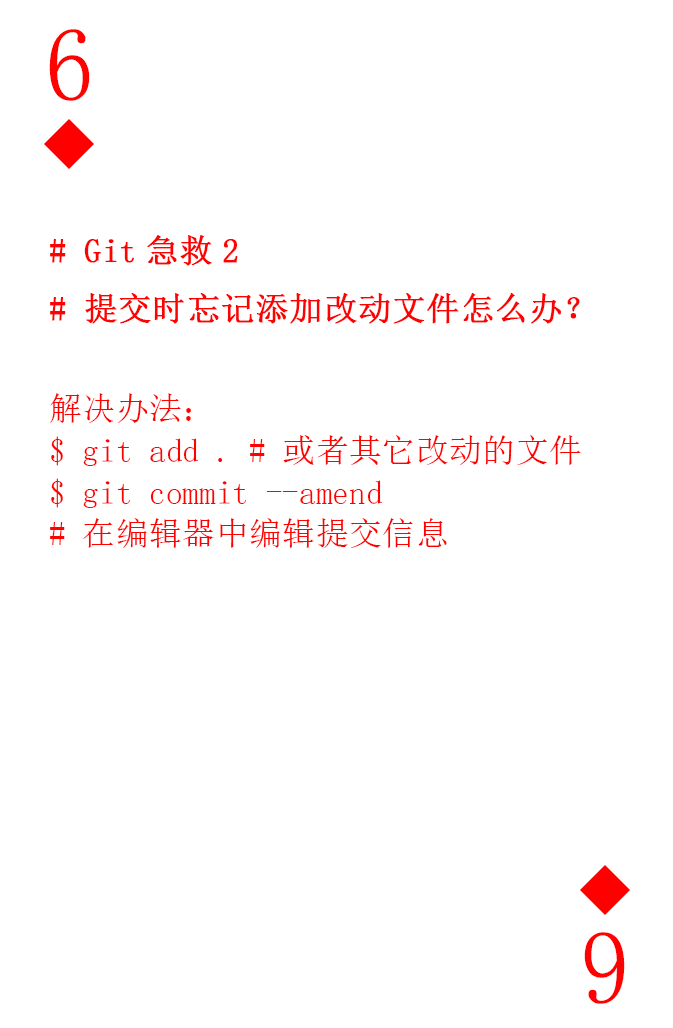 6
# Git 急救 2
# 提交时忘记添加改动文件怎么办？
解决办法：
$ git add . # 或者其它改动的文件
$ git commit --amend
# 在编辑器中编辑提交信息
6